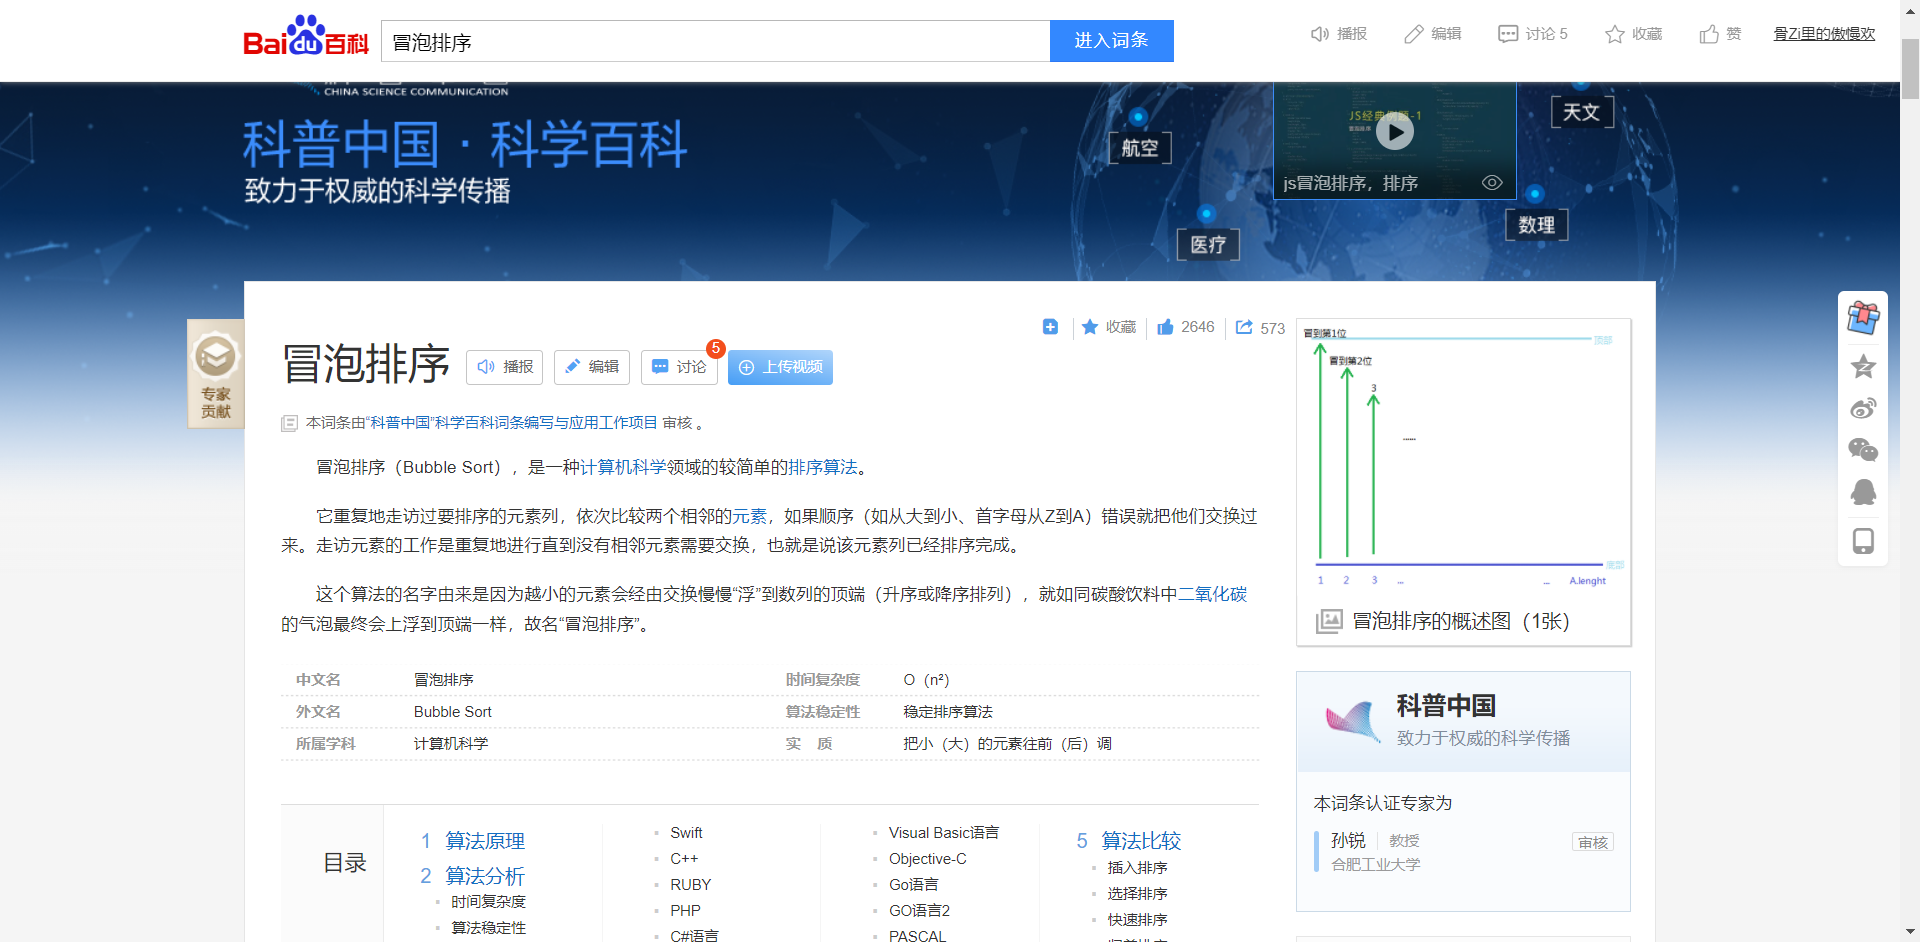 Baidu百科
冒泡排序
进入词条
播报
编辑
讨论 5
收藏
赞
骨Zi里的傲慢欢
CHINA SCIENCE COMMUNICATION
科普中国·科学百科
致力于权威的科学传播
航空
医疗
JS经典例题-1
冒泡排序
js冒泡排序，排序
天文
数理
专家
贡献
冒泡排序
播报
编辑
讨论
5
上传视频
收藏
2646
573
本词条由“科普中国”科学百科词条编写与应用工作项目 审核 。
冒泡排序（Bubble Sort），是一种计算机科学领域的较简单的排序算法。
它重复地走访过要排序的元素列，依次比较两个相邻的元素，如果顺序（如从大到小、首字母从Z到A）错误就把他们交换过
来。走访元素的工作是重复地进行直到没有相邻元素需要交换，也就是说该元素列已经排序完成。
这个算法的名字由来是因为越小的元素会经由交换慢慢“浮”到数列的顶端（升序或降序排列），就如同碳酸饮料中二氧化碳
的气泡最终会上浮到顶端一样，故名“冒泡排序”。
中文名 冒泡排序 时间复杂度 O（n²）
外文名 Bubble Sort 算法稳定性 稳定排序算法
所属学科 计算机科学 实 质 把小（大）的元素往前（后）调
目录
1 算法原理
2 算法分析
时间复杂度
算法稳定性
Swift
C++
RUBY
PHP
C#语言
Visual Basic语言
Objective-C
Go语言
GO语言2
PASCAL
5 算法比较
插入排序
选择排序
快速排序
冒到第1位
顶部
冒到第2位
3
......
底部
1 2 3 ... ... A.lenght
冒泡排序的概述图（1张）
科普中国
致力于权威的科学传播
本词条认证专家为
孙锐 教授 审核
合肥工业大学